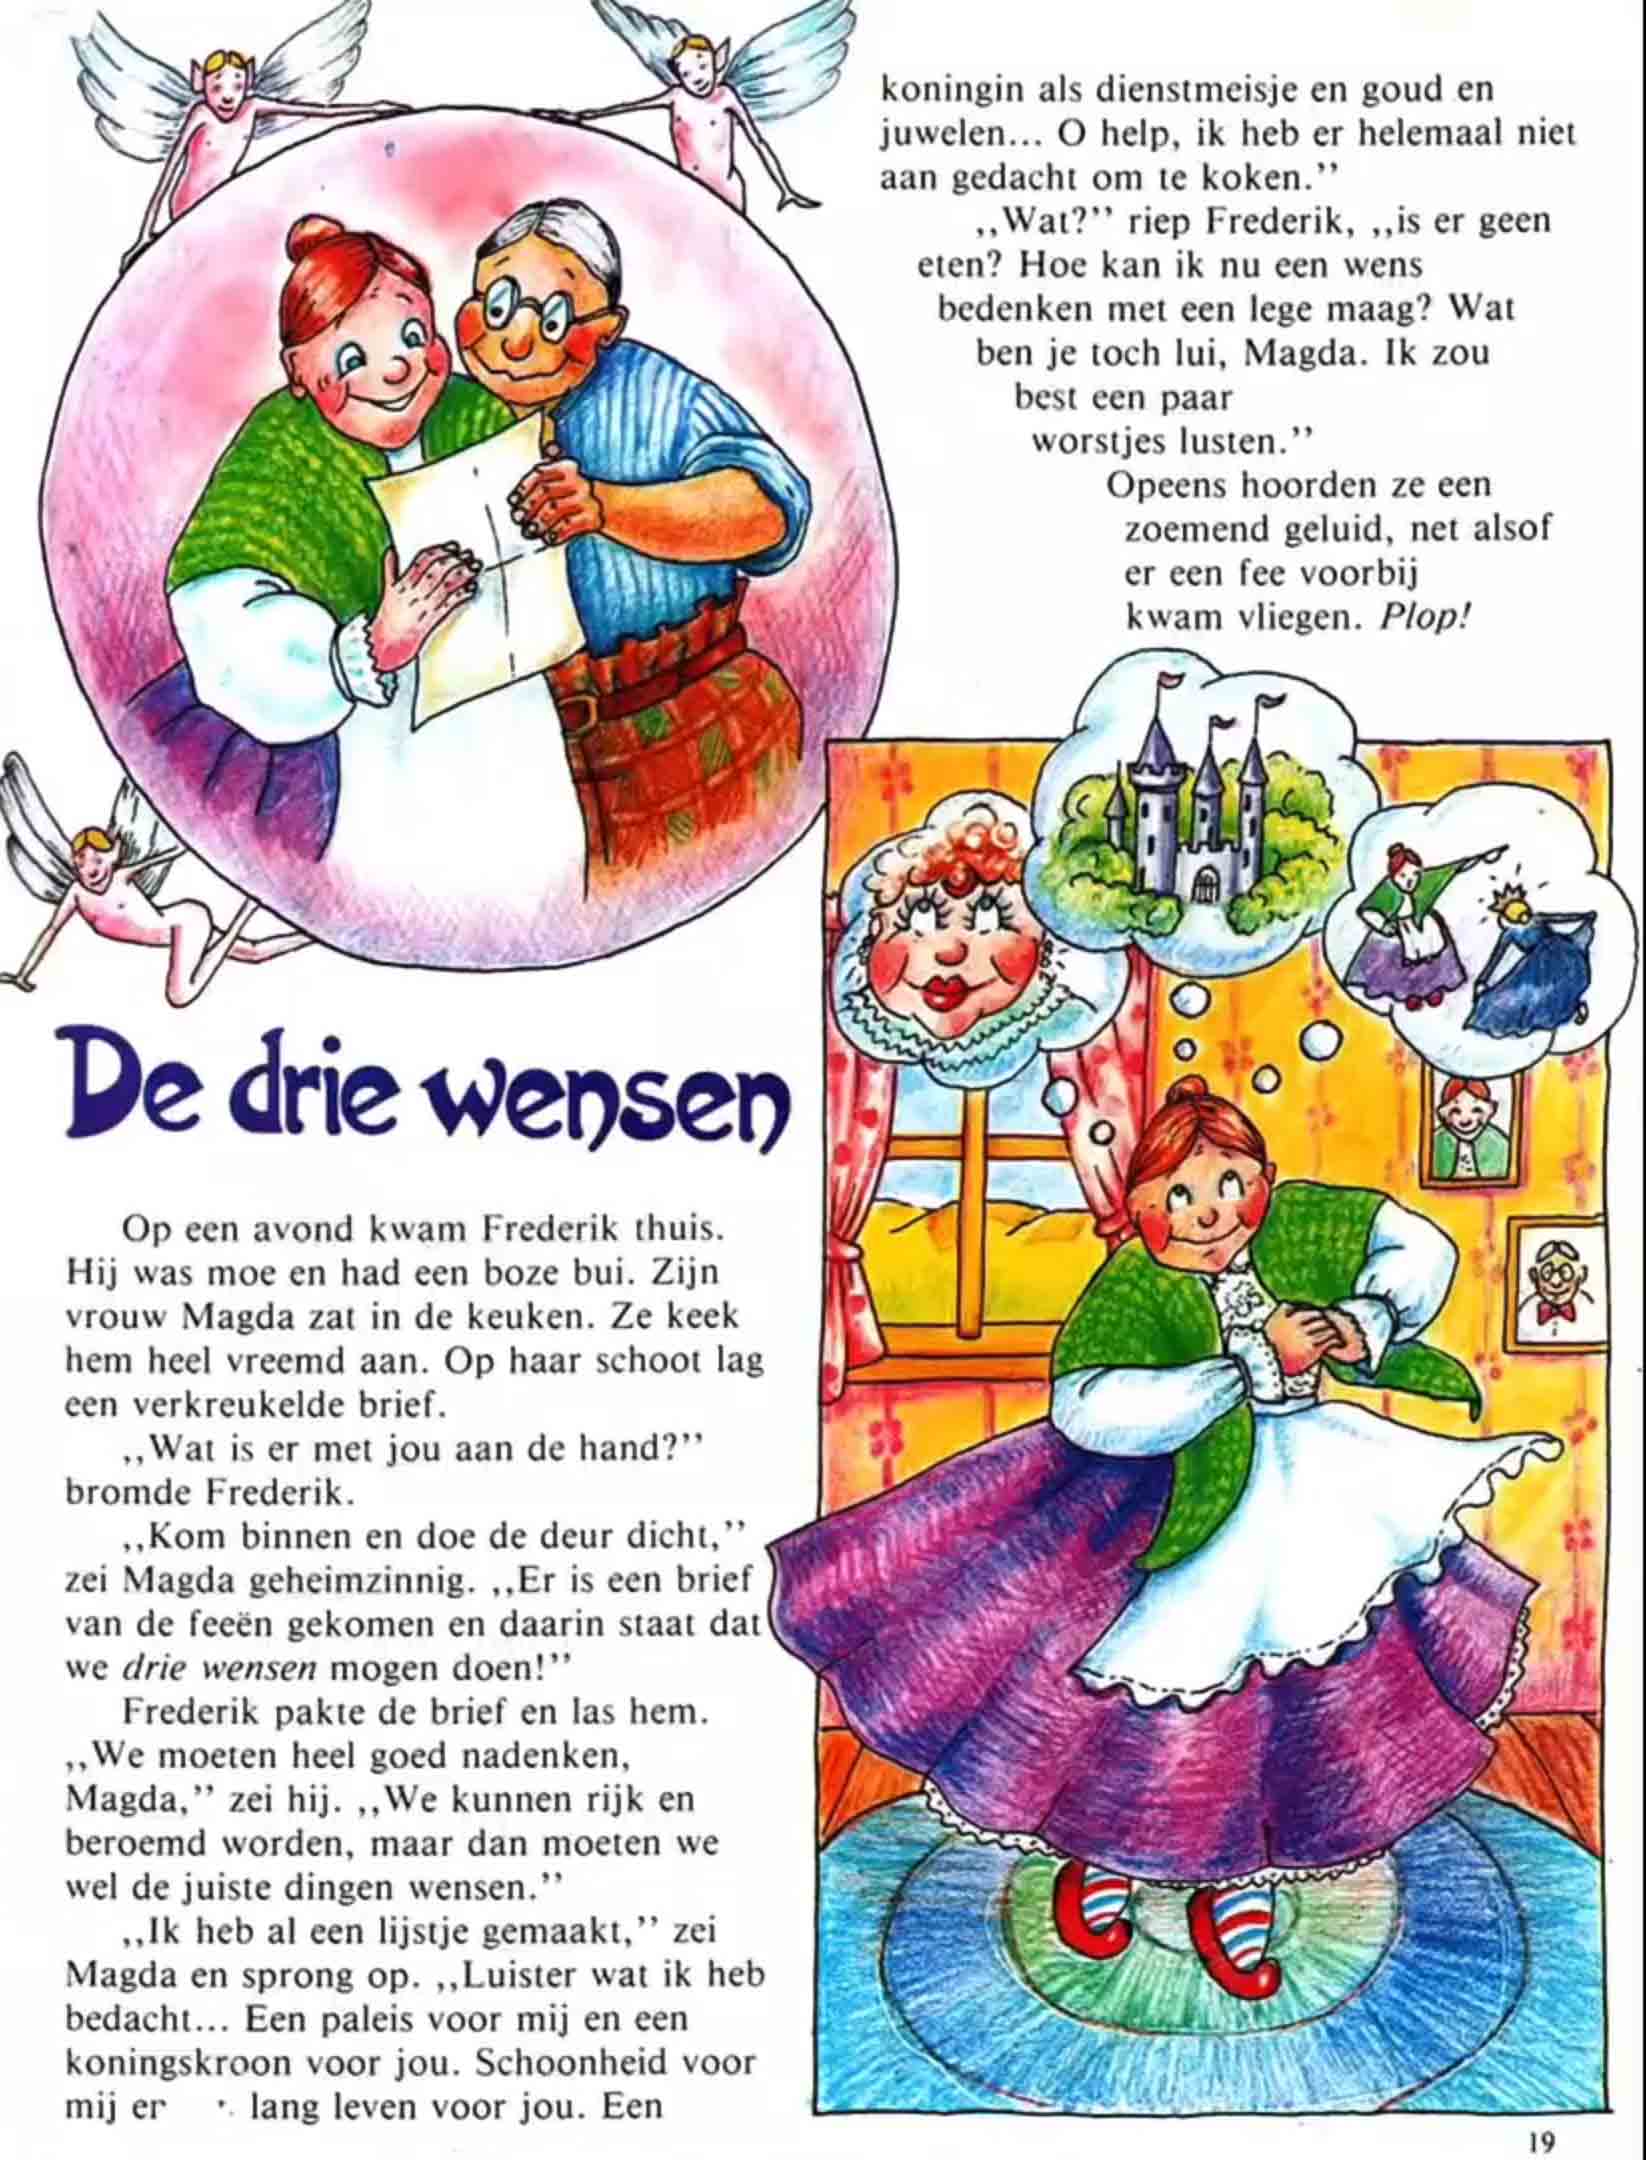 De drie wensen
Op een avond kwam Frederik thuis.
Hij was moe en had een boze bui. Zijn
vrouw Magda zat in de keuken. Ze keek
hem heel vreemd aan. Op haar schoot lag
een verkreukelde brief.
,,Wat is er met jou aan de hand?’’
bromde Frederik.
,,Kom binnen en doe de deur dicht,’’
zei Magda geheimzinnig. ,,Er is een brief
van de feeën gekomen en daarin staat dat
we drie wensen mogen doen!’’
Frederik pakte de brief en las hem.
,,We moeten heel goed nadenken,
Magda,’’ zei hij. ,,We kunnen rijk en
beroemd worden, maar dan moeten we
wel de juiste dingen wensen.’’
,,Ik heb al een lijstje gemaakt,’’ zei
Magda en sprong op. ,,Luister wat ik heb
bedacht... Een paleis voor mij en een
koningskroon voor jou. Schoonheid voor
mij lang leven voor jou. Een
koningin als dienstmeisje en goud en
juwelen... O help, ik heb er helemaal niet
aan gedacht om te koken.’’
,,Wat?’’ riep Frederik, ,,is er geen
eten? Hoe kan ik nu een wens
bedenken met een lege maag? Wat
ben je toch lui, Magda. Ik zou
best een paar
worstjes lusten.’’
Opeens hoorden ze een
zoemend geluid, net alsof
er een fee voorbij
kwam vliegen. Plop!
19